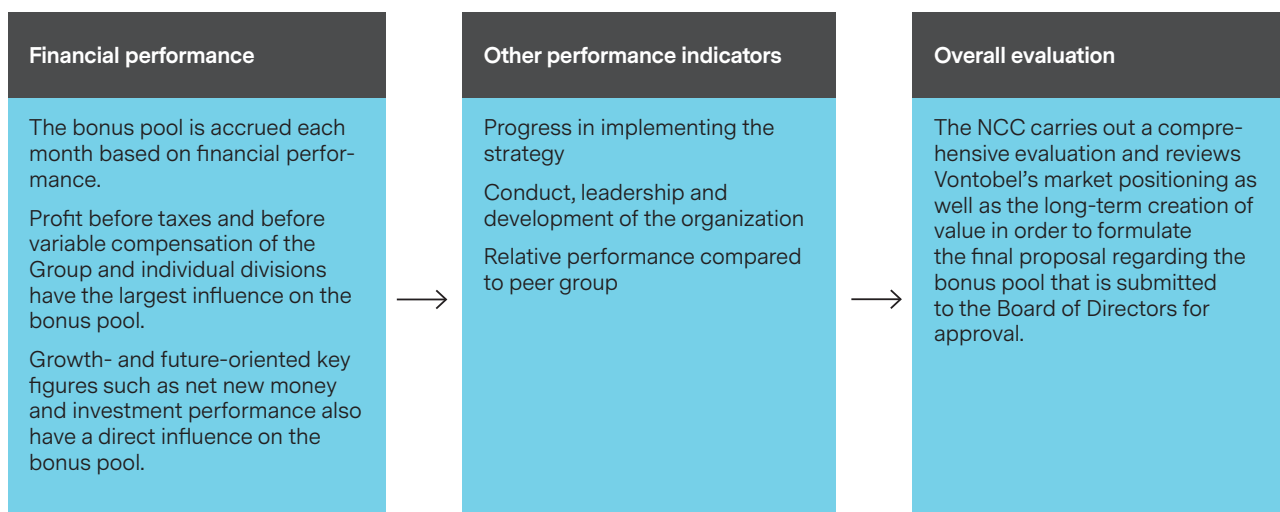 Financial performance
The bonus pool is accrued each
month based on financial perfor-
mance.
Profit before taxes and before
variable compensation of the
Group and individual divisions
have the largest influence on the
bonus pool.
Growth- and future-oriented key
figures such as net new money
and investment performance also
have a direct influence on the
bonus pool.
Other performance indicators
Progress in implementing the
strategy
Conduct, leadership and
development of the organization
Relative performance compared
to peer group
Overall evaluation
The NCC carries out a compre-
hensive evaluation and reviews
Vontobel’s market positioning as
well as the long-term creation of
value in order to formulate
the final proposal regarding the
bonus pool that is submitted
to the Board of Directors for
approval.